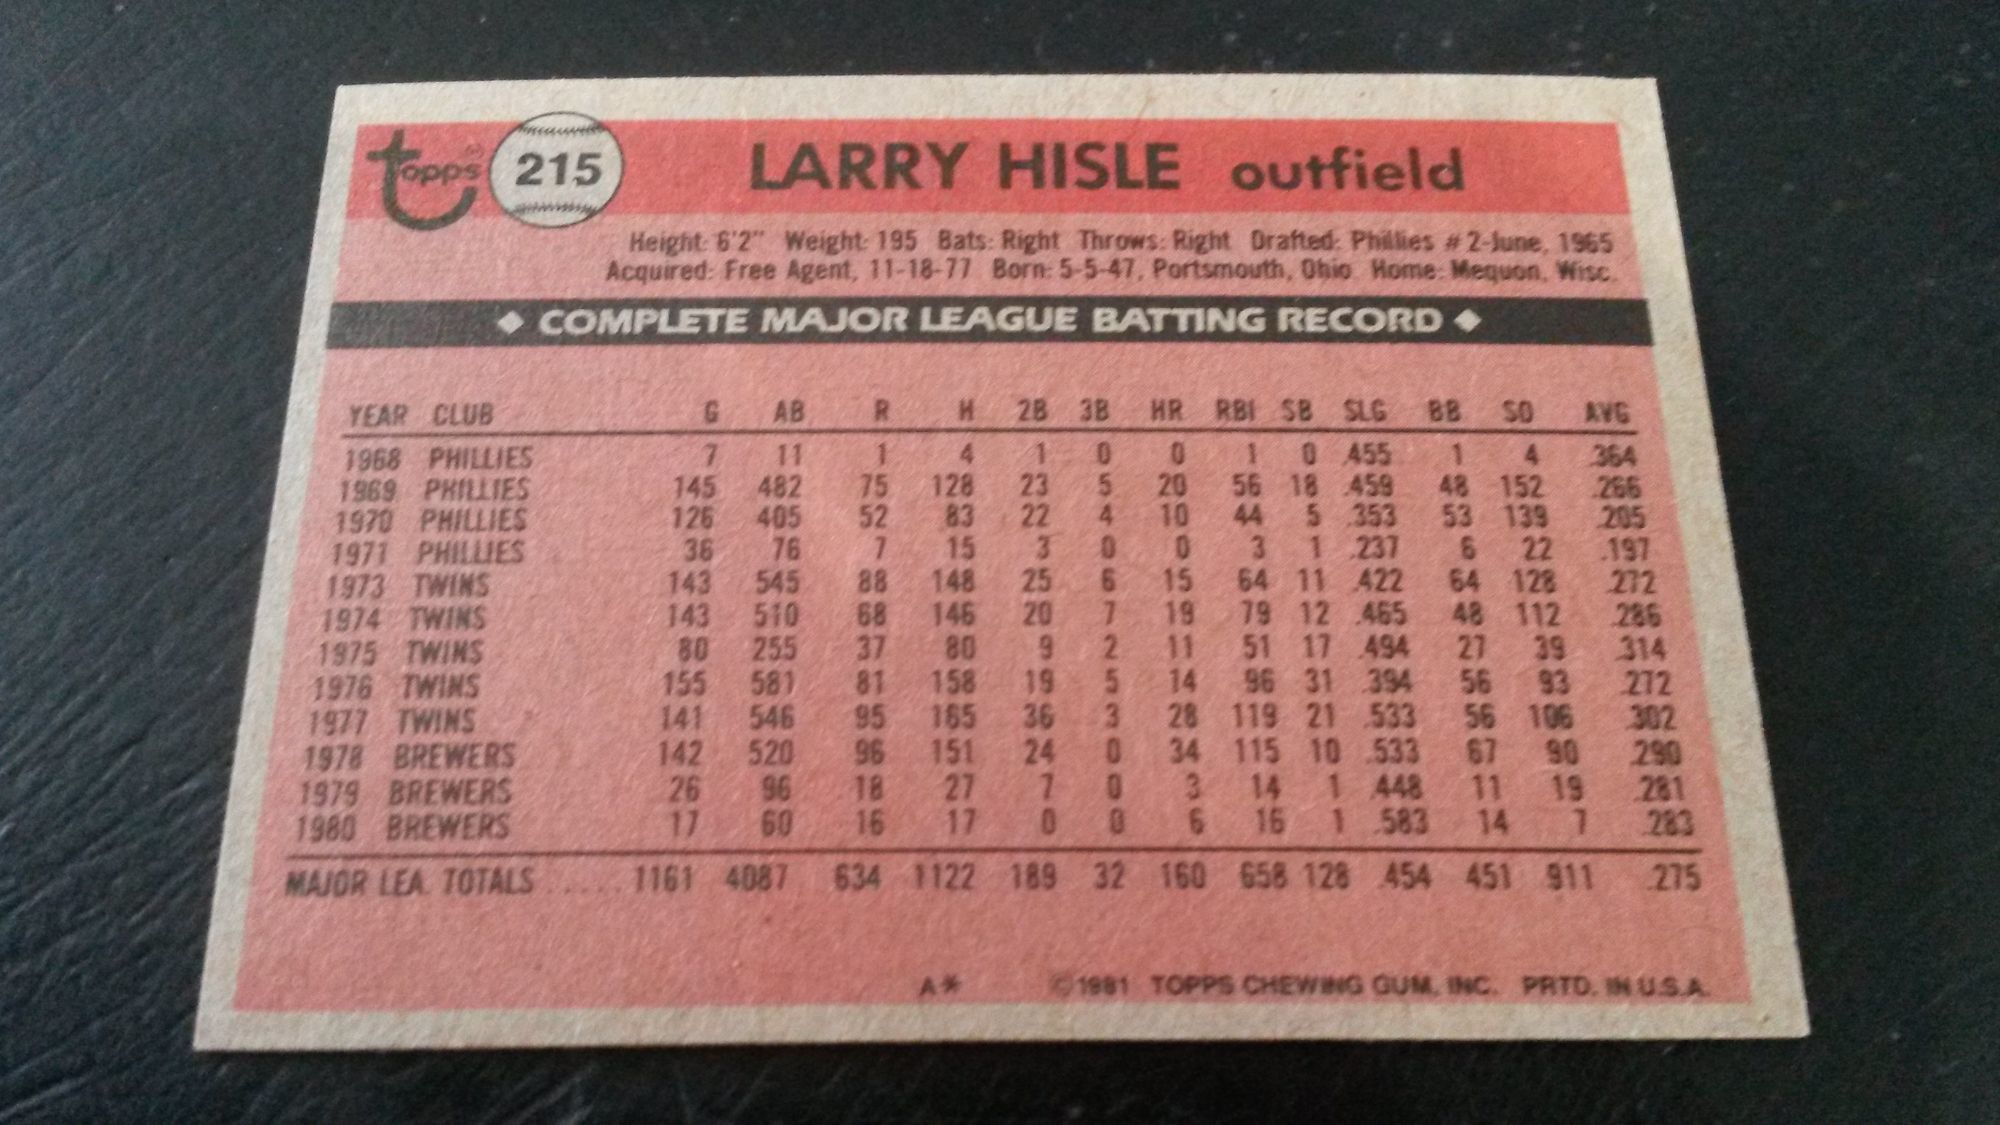 topps® 215 LARRY HISLE outfield
Height: 6'2" Weight: 195 Bats: Right Throws: Right Drafted: Phillies #2-June, 1965
Acquired: Free Agent, 11-18-77 Born: 5-5-47, Portsmouth, Ohio Home: Mequon, Wisc.
◆ COMPLETE MAJOR LEAGUE BATTING RECORD ◆
YEAR CLUB G AB R H 2B 3B HR RBI SB SLG BB SO AVG
1968 PHILLIES 7 11 1 4 1 0 0 1 0 .455 1 4 .364
1969 PHILLIES 145 482 75 128 23 5 20 56 18 .459 48 152 .266
1970 PHILLIES 126 405 52 83 22 4 10 44 5 .353 53 139 .205
1971 PHILLIES 36 76 7 15 3 0 0 3 1 .237 6 22 .197
1973 TWINS 143 545 88 148 25 6 15 64 11 .422 64 128 .272
1974 TWINS 143 510 68 146 20 7 19 79 12 .465 48 112 .286
1975 TWINS 80 255 37 80 9 2 11 51 17 .494 27 39 .314
1976 TWINS 155 581 81 158 19 5 14 96 31 .394 56 93 .272
1977 TWINS 141 546 95 165 36 3 28 119 21 .533 56 106 .302
1978 BREWERS 142 520 96 151 24 0 34 115 10 .533 67 90 .290
1979 BREWERS 26 96 18 27 7 0 3 14 1 .448 11 19 .281
1980 BREWERS 17 60 16 17 0 0 6 16 1 .583 14 7 .283
MAJOR LEA. TOTALS ..... 1161 4087 634 1122 189 32 160 658 128 .454 451 911 .275
A* ©1981 TOPPS CHEWING GUM, INC. PRTD. IN U.S.A.